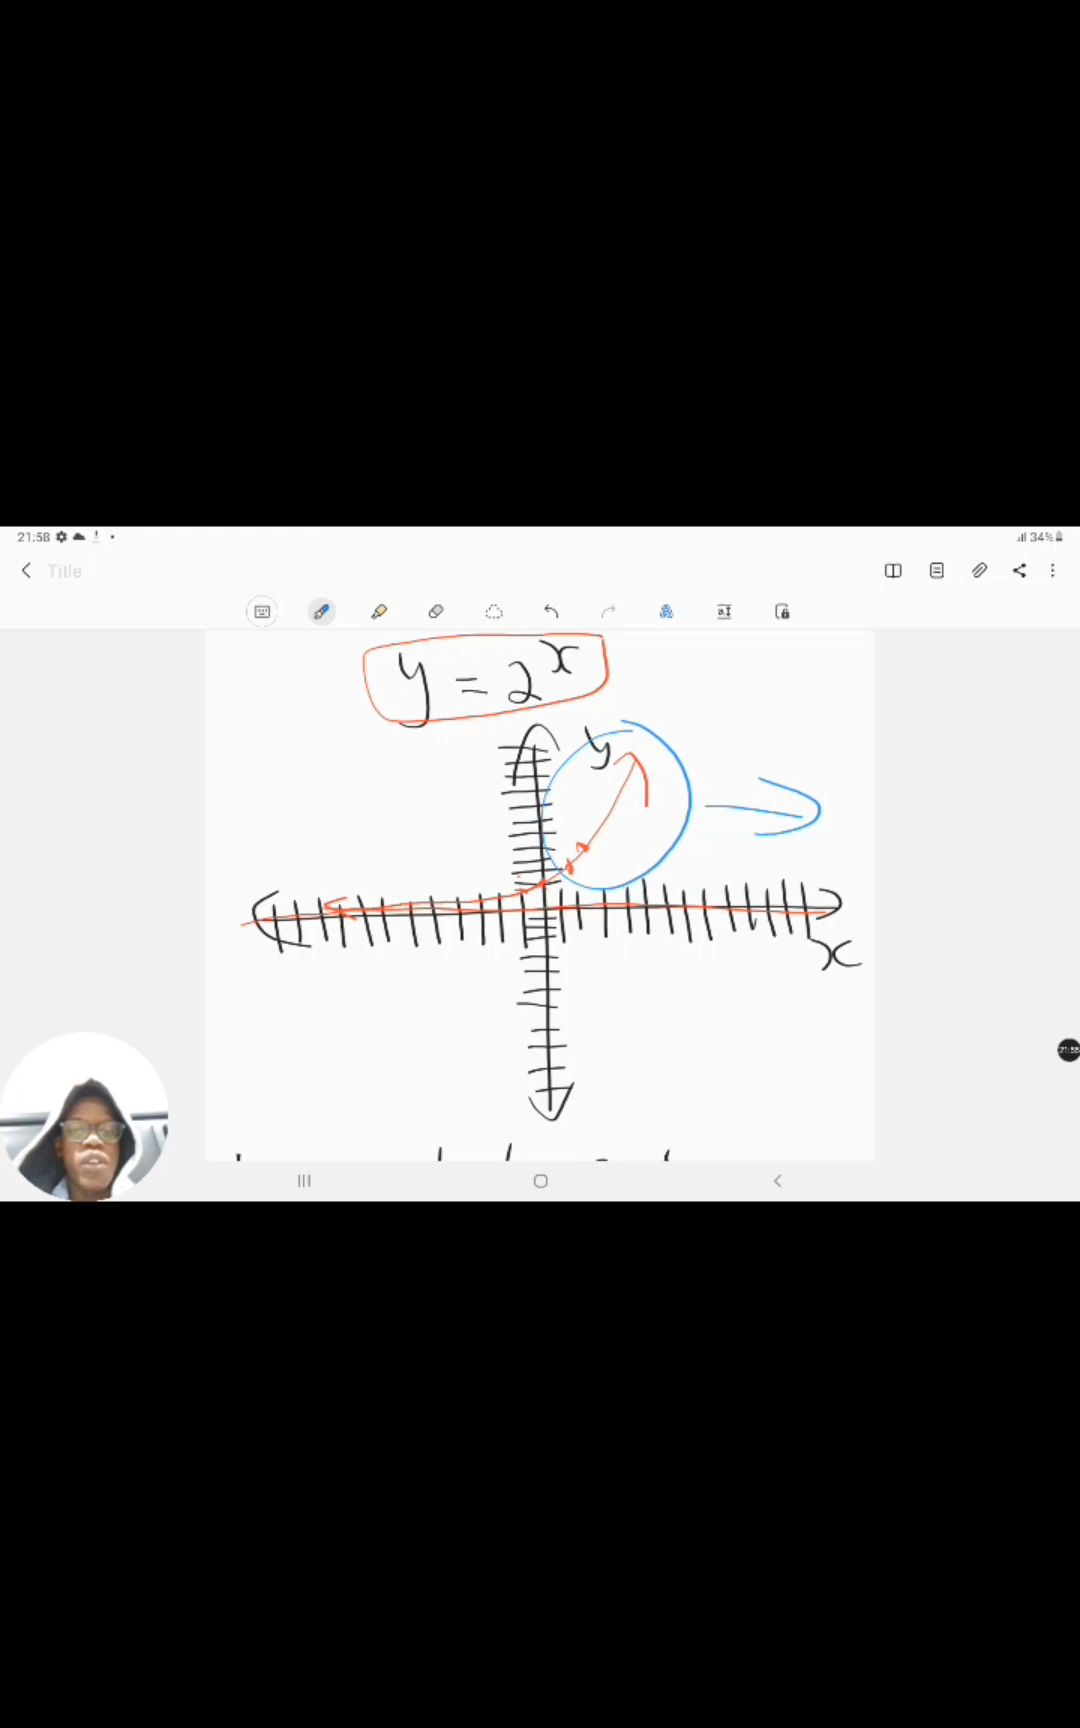 21:58
34%
Title
y = 2^x
y
x